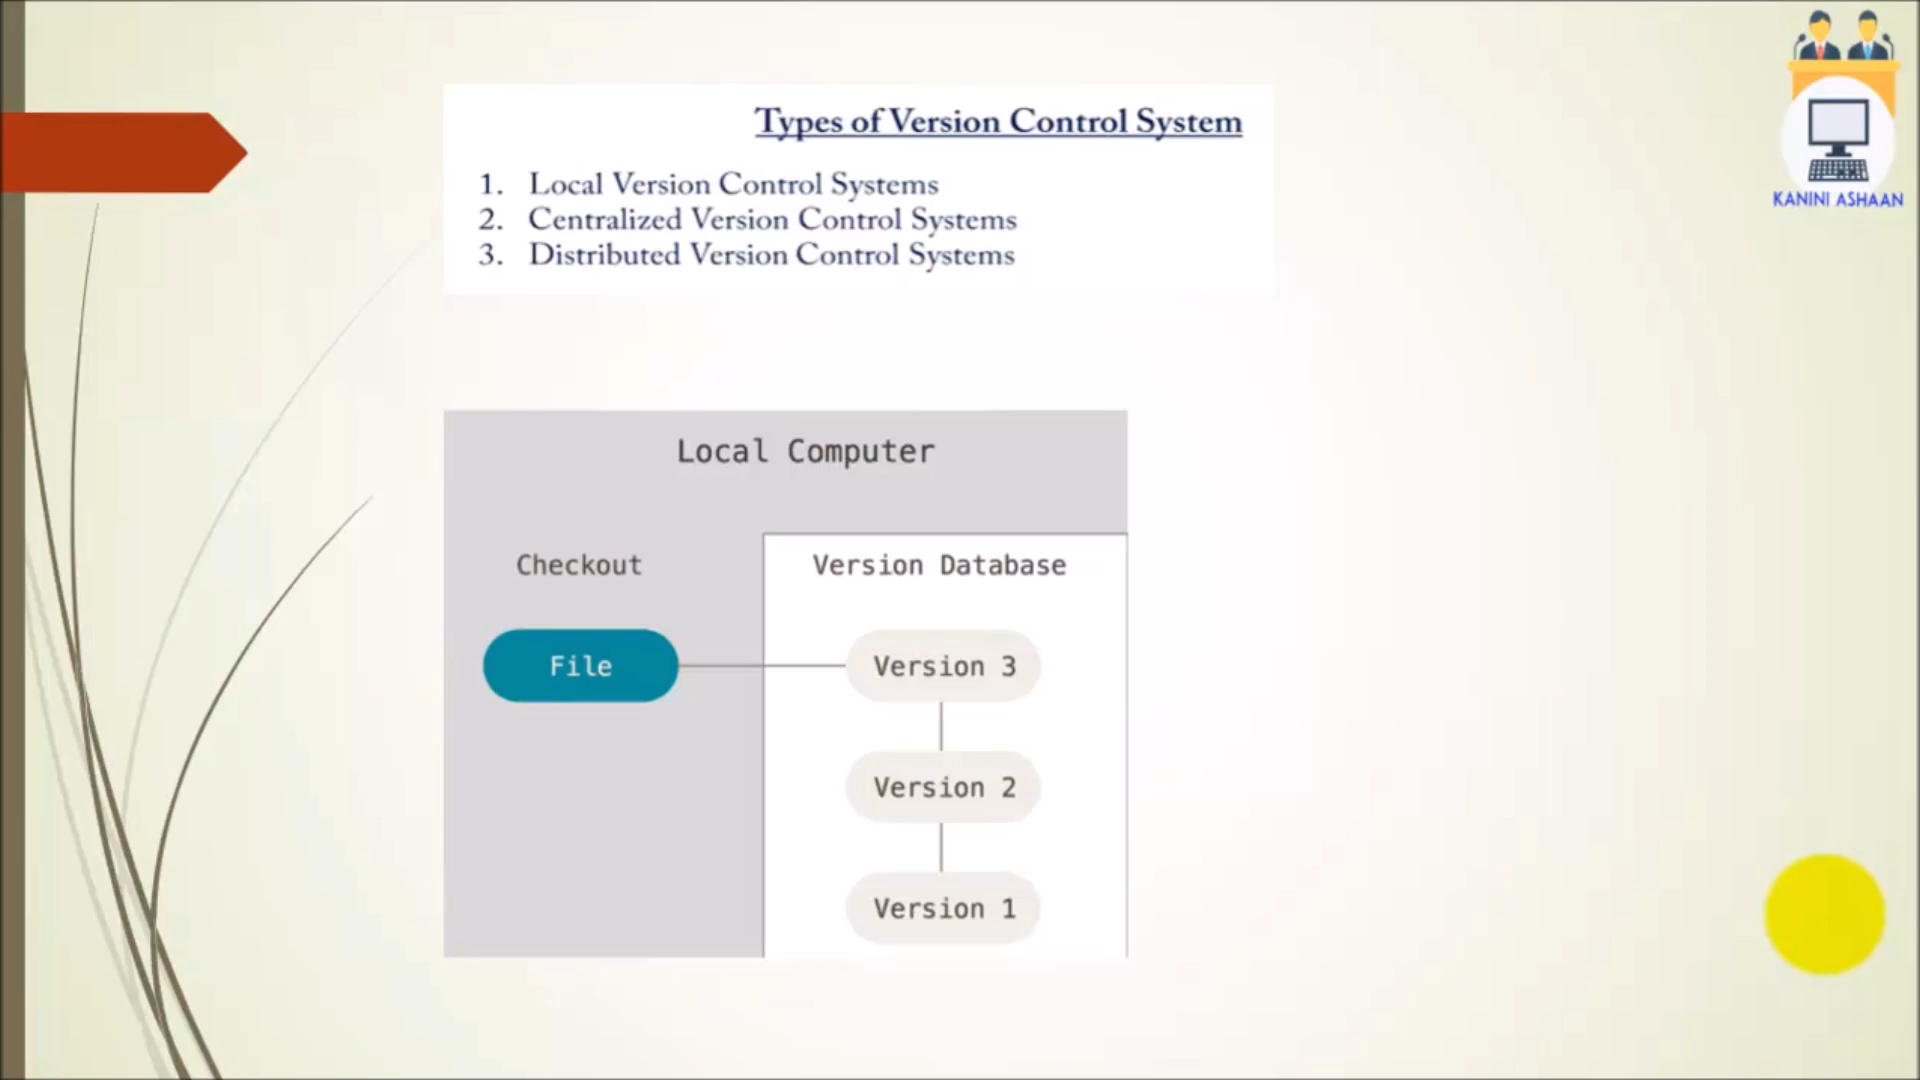 KANINI ASHAAN
Types of Version Control System
1. Local Version Control Systems
2. Centralized Version Control Systems
3. Distributed Version Control Systems
Local Computer
Checkout
Version Database
File
Version 3
Version 2
Version 1